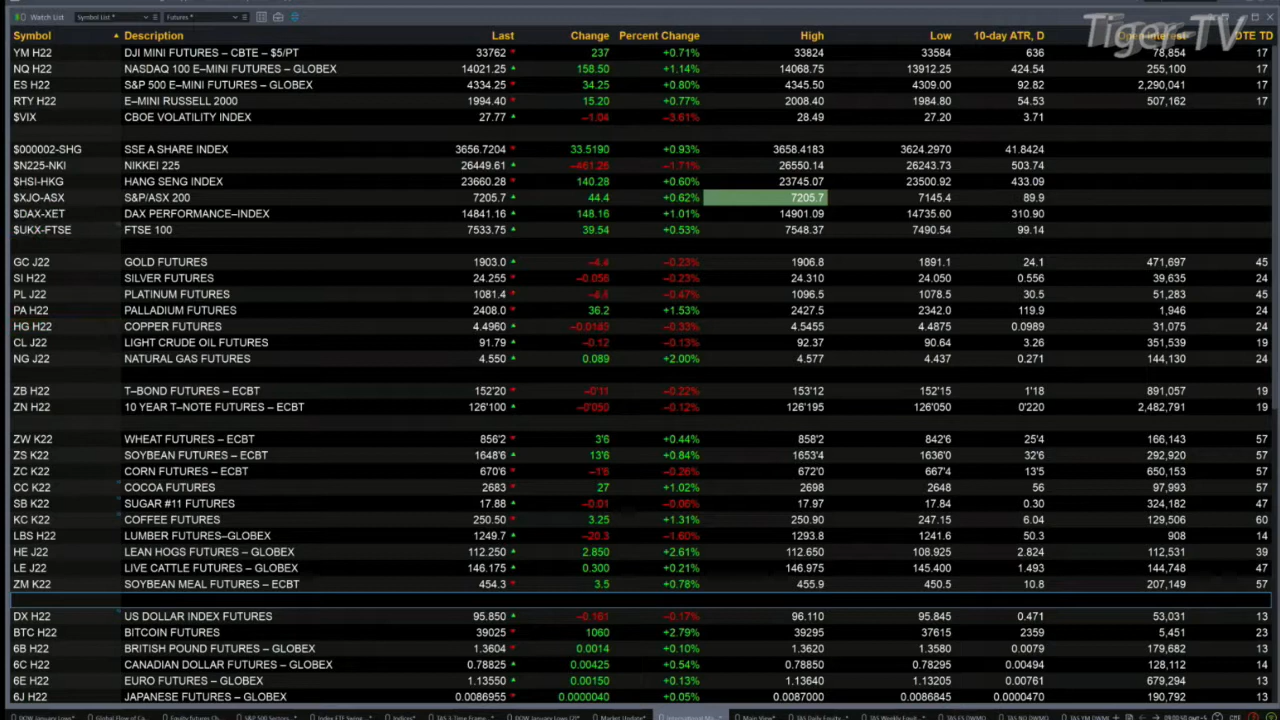 Watch List Symbol List * Futures *
Tiger-TV
Symbol Description Last Change Percent Change High Low 10-day ATR, D Open Interest DTE TD
YM H22 DJI MINI FUTURES – CBTE – $5/PT 33762 237 +0.71% 33824 33584 636 78,854 17
NQ H22 NASDAQ 100 E–MINI FUTURES – GLOBEX 14021.25 158.50 +1.14% 14068.75 13912.25 424.54 255,100 17
ES H22 S&P 500 E–MINI FUTURES – GLOBEX 4334.25 34.25 +0.80% 4345.50 4309.00 92.82 2,290,041 17
RTY H22 E–MINI RUSSELL 2000 1994.40 15.20 +0.77% 2008.40 1984.80 54.53 507,162 17
$VIX CBOE VOLATILITY INDEX 27.77 –1.04 –3.61% 28.49 27.20 3.71
$000002-SHG SSE A SHARE INDEX 3656.7204 33.5190 +0.93% 3658.4183 3624.2970 41.8424
$N225-NKI NIKKEI 225 26449.61 –461.26 –1.71% 26550.14 26243.73 503.74
$HSI-HKG HANG SENG INDEX 23660.28 140.28 +0.60% 23745.07 23500.92 433.09
$XJO-ASX S&P/ASX 200 7205.7 44.4 +0.62% 7205.7 7145.4 89.9
$DAX-XET DAX PERFORMANCE–INDEX 14841.16 148.16 +1.01% 14901.09 14735.60 310.90
$UKX-FTSE FTSE 100 7533.75 39.54 +0.53% 7548.37 7490.54 99.14
GC J22 GOLD FUTURES 1903.0 –4.4 –0.23% 1906.8 1891.1 24.1 471,697 45
SI H22 SILVER FUTURES 24.255 –0.056 –0.23% 24.310 24.050 0.556 39,635 24
PL J22 PLATINUM FUTURES 1081.4 –0.47% 1096.5 1078.5 30.5 51,283 45
PA H22 PALLADIUM FUTURES 2408.0 36.2 +1.53% 2427.5 2342.0 119.9 1,946 24
HG H22 COPPER FUTURES 4.4960 –0.33% 4.5455 4.4875 0.0989 31,075 24
CL J22 LIGHT CRUDE OIL FUTURES 91.79 –0.12 –0.13% 92.37 90.64 3.26 351,539 19
NG J22 NATURAL GAS FUTURES 4.550 0.089 +2.00% 4.577 4.437 0.271 144,130 24
ZB H22 T–BOND FUTURES – ECBT 152'20 –0'11 –0.22% 153'12 152'15 1'18 891,057 19
ZN H22 10 YEAR T–NOTE FUTURES – ECBT 126'100 –0'050 –0.12% 126'195 126'050 0'220 2,482,791 19
ZW K22 WHEAT FUTURES – ECBT 856'2 3'6 +0.44% 858'2 842'6 25'4 166,143 57
ZS K22 SOYBEAN FUTURES – ECBT 1648'6 13'6 +0.84% 1653'4 1636'0 32'6 292,920 57
ZC K22 CORN FUTURES – ECBT 670'6 –1'6 –0.26% 672'0 667'4 13'5 650,153 57
CC K22 COCOA FUTURES 2683 27 +1.02% 2698 2648 56 97,993 57
SB K22 SUGAR #11 FUTURES 17.88 –0.01 –0.06% 17.97 17.84 0.30 324,182 47
KC K22 COFFEE FUTURES 250.50 3.25 +1.31% 250.90 247.15 6.04 129,506 60
LBS H22 LUMBER FUTURES–GLOBEX 1249.7 –20.3 –1.60% 1293.8 1241.6 50.3 908 14
HE J22 LEAN HOGS FUTURES – GLOBEX 112.250 2.850 +2.61% 112.650 108.925 2.824 112,531 39
LE J22 LIVE CATTLE FUTURES – GLOBEX 146.175 0.300 +0.21% 146.975 145.400 1.493 144,748 47
ZM K22 SOYBEAN MEAL FUTURES – ECBT 454.3 3.5 +0.78% 455.9 450.5 10.8 207,149 57
DX H22 US DOLLAR INDEX FUTURES 95.850 –0.161 –0.17% 96.110 95.845 0.471 53,031 13
BTC H22 BITCOIN FUTURES 39025 1060 +2.79% 39295 37615 2359 5,451 23
6B H22 BRITISH POUND FUTURES – GLOBEX 1.3604 0.0014 +0.10% 1.3620 1.3580 0.0079 179,682 13
6C H22 CANADIAN DOLLAR FUTURES – GLOBEX 0.78825 0.00425 +0.54% 0.78850 0.78295 0.00494 128,112 14
6E H22 EURO FUTURES – GLOBEX 1.13550 0.00150 +0.13% 1.13640 1.13205 0.00761 679,294 13
6J H22 JAPANESE FUTURES – GLOBEX 0.0086955 0.0000040 +0.05% 0.0087000 0.0086845 0.0000470 190,792 13